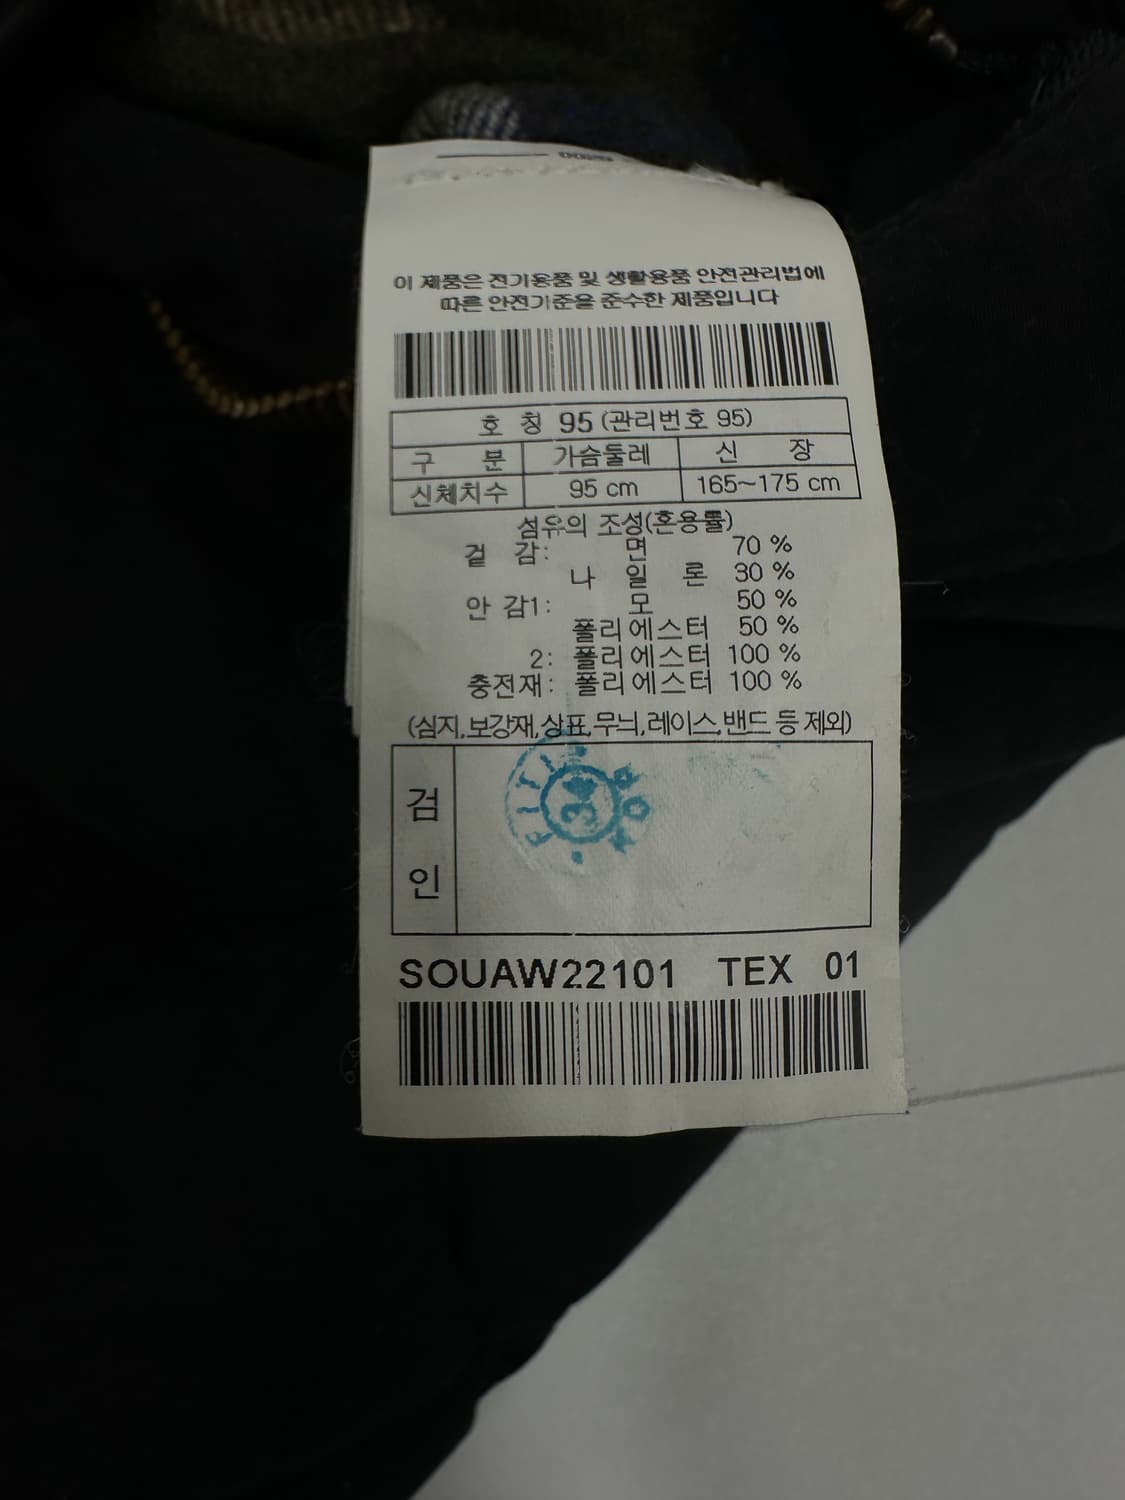 이 제품은 전기용품 및 생활용품 안전관리법에
따른 안전기준을 준수한 제품입니다
호 칭 95 (관리번호 95)
구 분 가슴둘레 신 장
신체치수 95 cm 165~175 cm
섬유의 조성(혼용률)
겉 감: 면 70 %
나 일 론 30 %
안 감1: 모 50 %
폴리에스터 50 %
2: 폴리에스터 100 %
충전재: 폴리에스터 100 %
(심지,보강재,상표,무늬,레이스,밴드 등 제외)
검
인
34
SOUAW22101 TEX 01